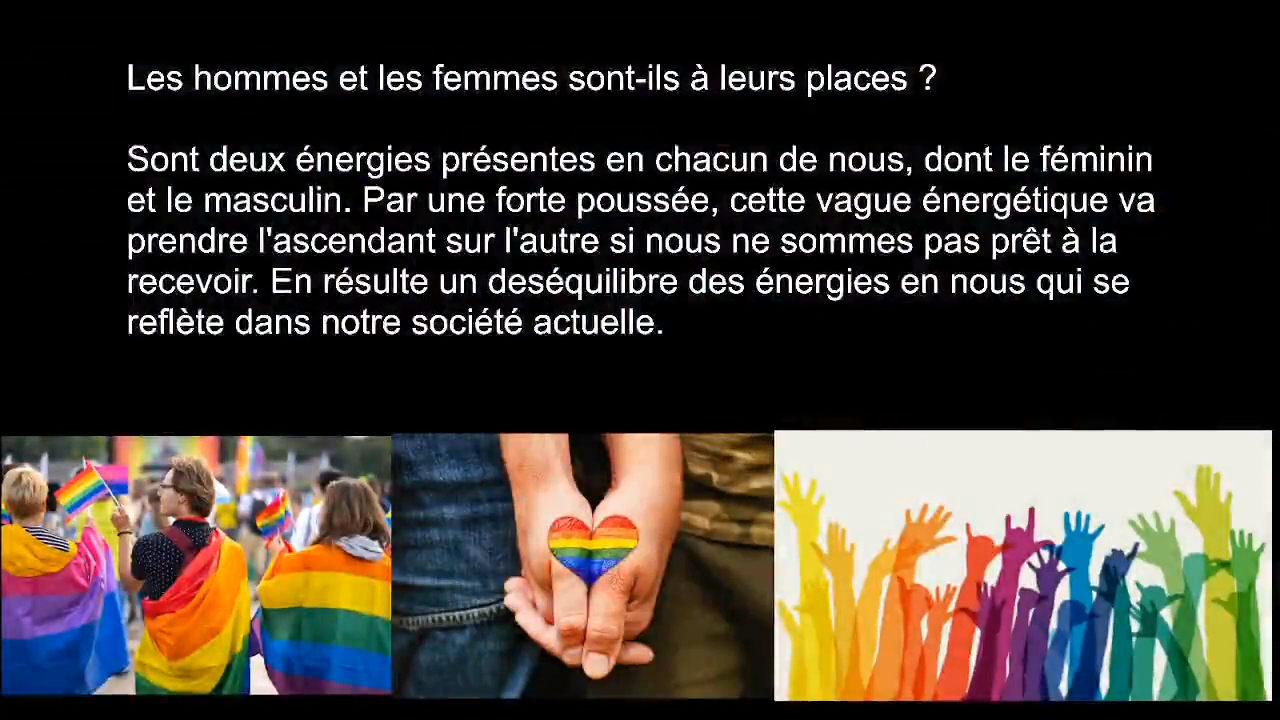 Les hommes et les femmes sont-ils à leurs places ?
Sont deux énergies présentes en chacun de nous, dont le féminin
et le masculin. Par une forte poussée, cette vague énergétique va
prendre l'ascendant sur l'autre si nous ne sommes pas prêt à la
recevoir. En résulte un deséquilibre des énergies en nous qui se
reflète dans notre société actuelle.